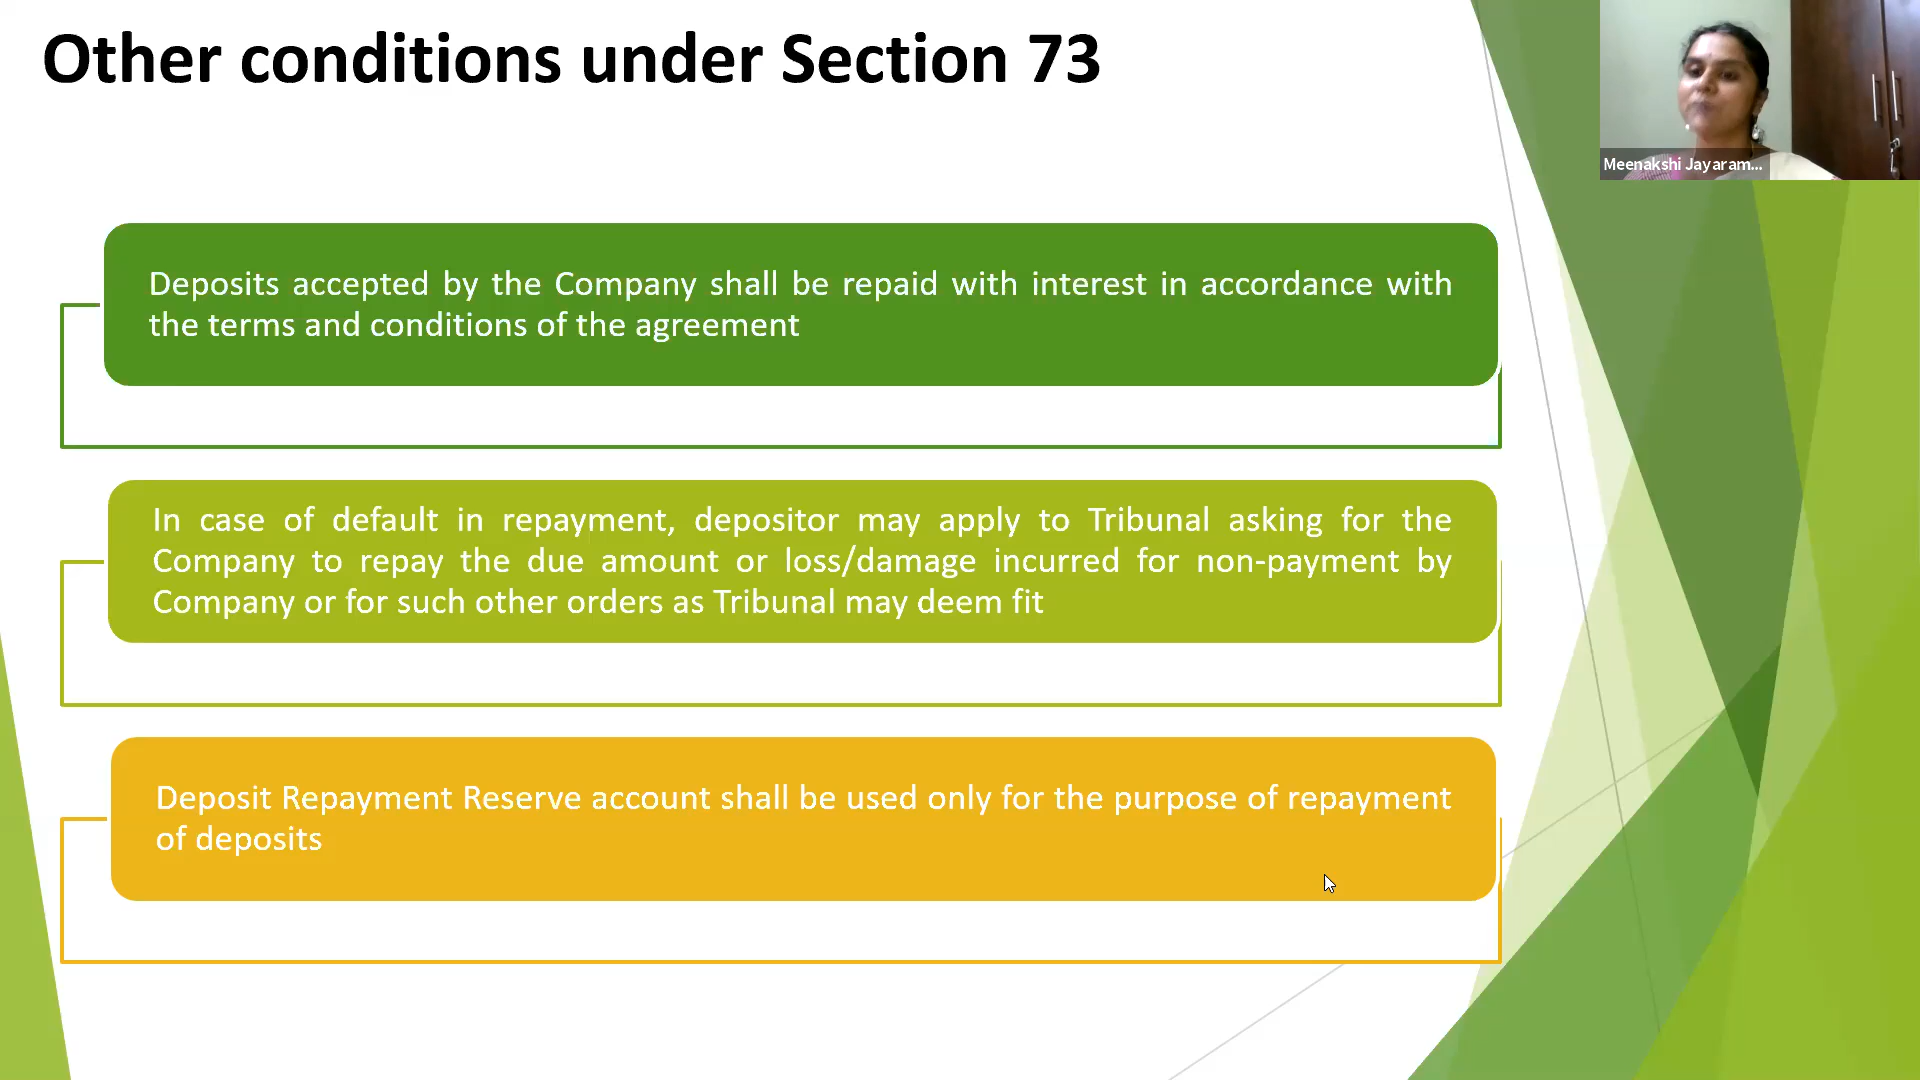 Other conditions under Section 73
Meenakshi Jayaram...
Deposits accepted by the Company shall be repaid with interest in accordance with
the terms and conditions of the agreement
In case of default in repayment, depositor may apply to Tribunal asking for the
Company to repay the due amount or loss/damage incurred for non-payment by
Company or for such other orders as Tribunal may deem fit
Deposit Repayment Reserve account shall be used only for the purpose of repayment
of deposits